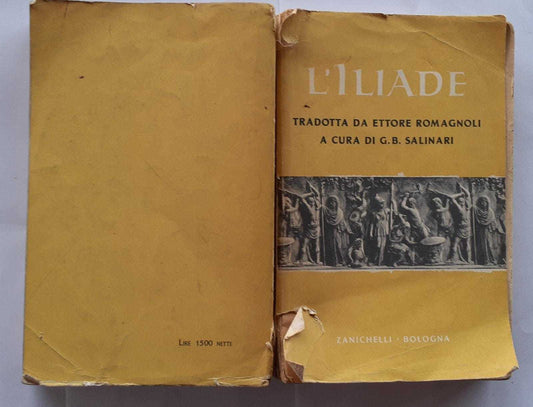 L'ILIADE
TRADOTTA DA ETTORE ROMAGNOLI
A CURA DI G. B. SALINARI
ZANICHELLI · BOLOGNA
LIRE 1500 NETTE